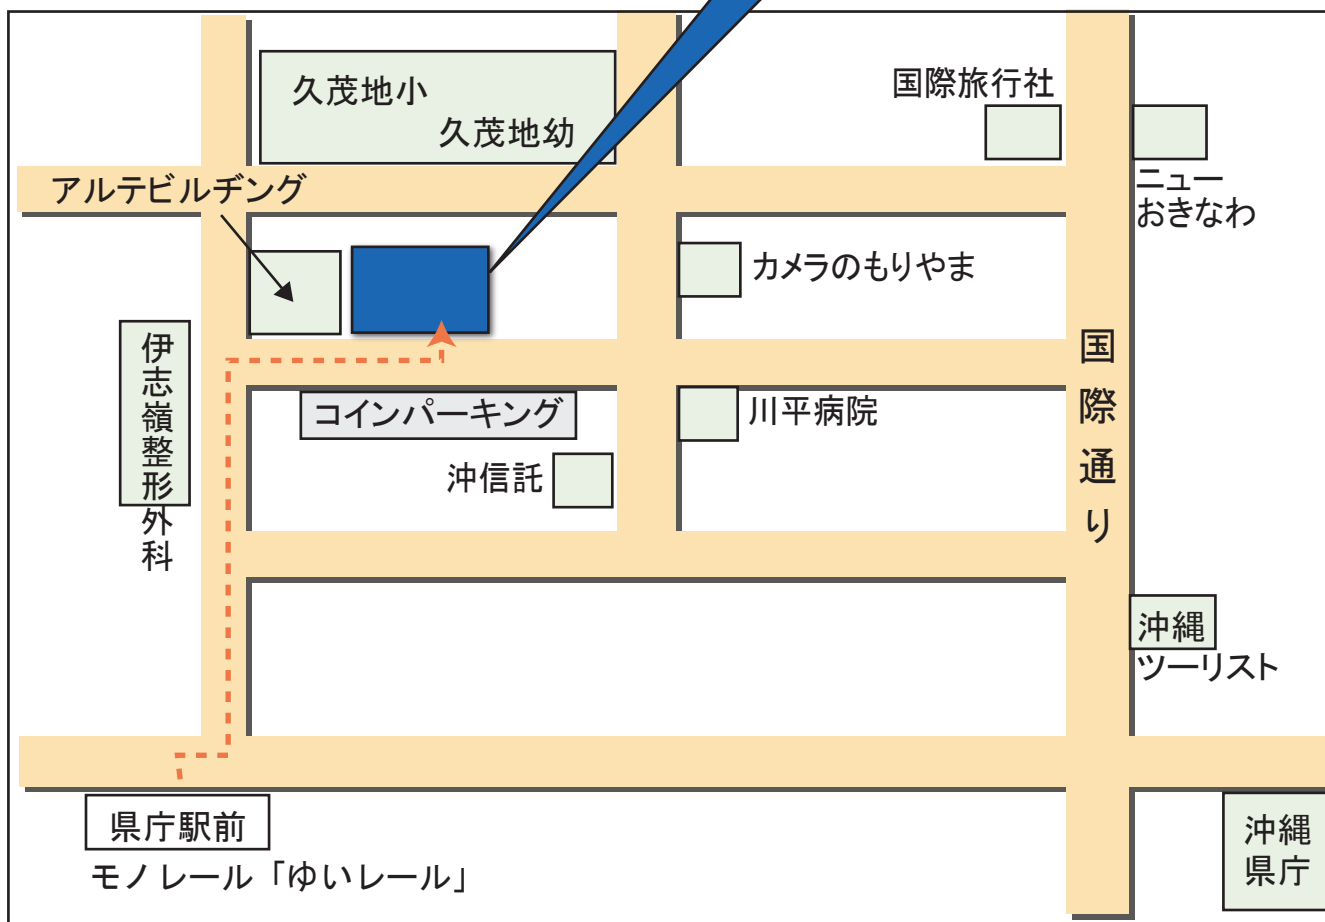 久茂地小
久茂地幼
国際旅行社
アルテビルヂング
ニュー
おきなわ
カメラのもりやま
伊志嶺整形外科
国際通り
コインパーキング
川平病院
沖信託
沖縄
ツーリスト
県庁駅前
モノレール「ゆいレール」
沖縄
県庁